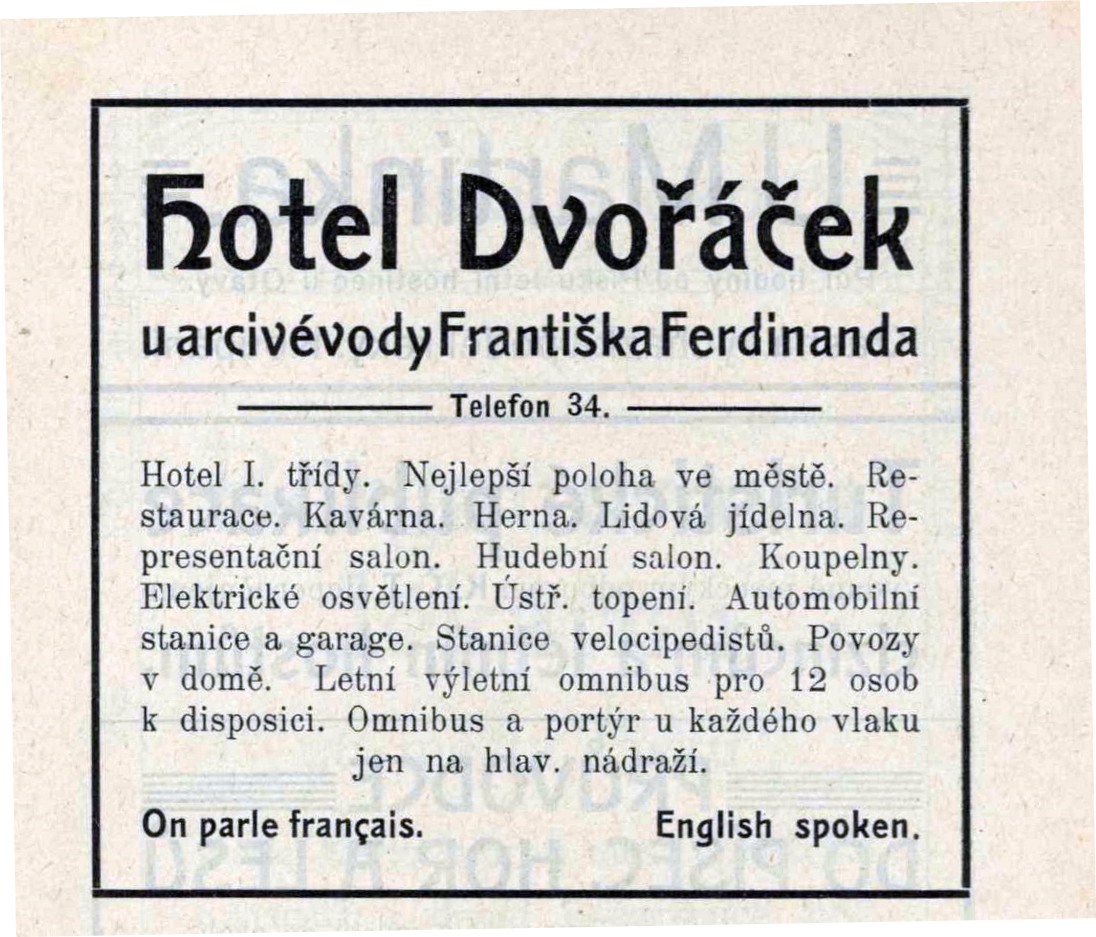 Hotel Dvořáček
u arcivévody Františka Ferdinanda
Telefon 34.
Hotel I. třídy. Nejlepší poloha ve městě. Re-
staurace. Kavárna. Herna. Lidová jídelna. Re-
presentační salon. Hudební salon. Koupelny.
Elektrické osvětlení. Ústř. topení. Automobilní
stanice a garage. Stanice velocipedistů. Povozy
v domě. Letní výletní omnibus pro 12 osob
k disposici. Omnibus a portýr u každého vlaku
jen na hlav. nádraží.
On parle français. English spoken.